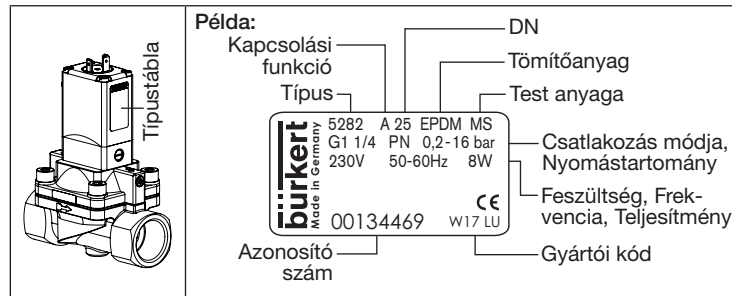 Típustábla
Példa:
Kapcsolási
funkció
Típus
DN
Tömítőanyag
Test anyaga
bürkert
Made in Germany
5282 A 25 EPDM MS
G1 1/4 PN 0,2-16 bar
230V 50-60Hz 8W
CE
00134469 W17 LU
Csatlakozás módja,
Nyomástartomány
Feszültség, Frek-
vencia, Teljesítmény
Azonosító
szám
Gyártói kód